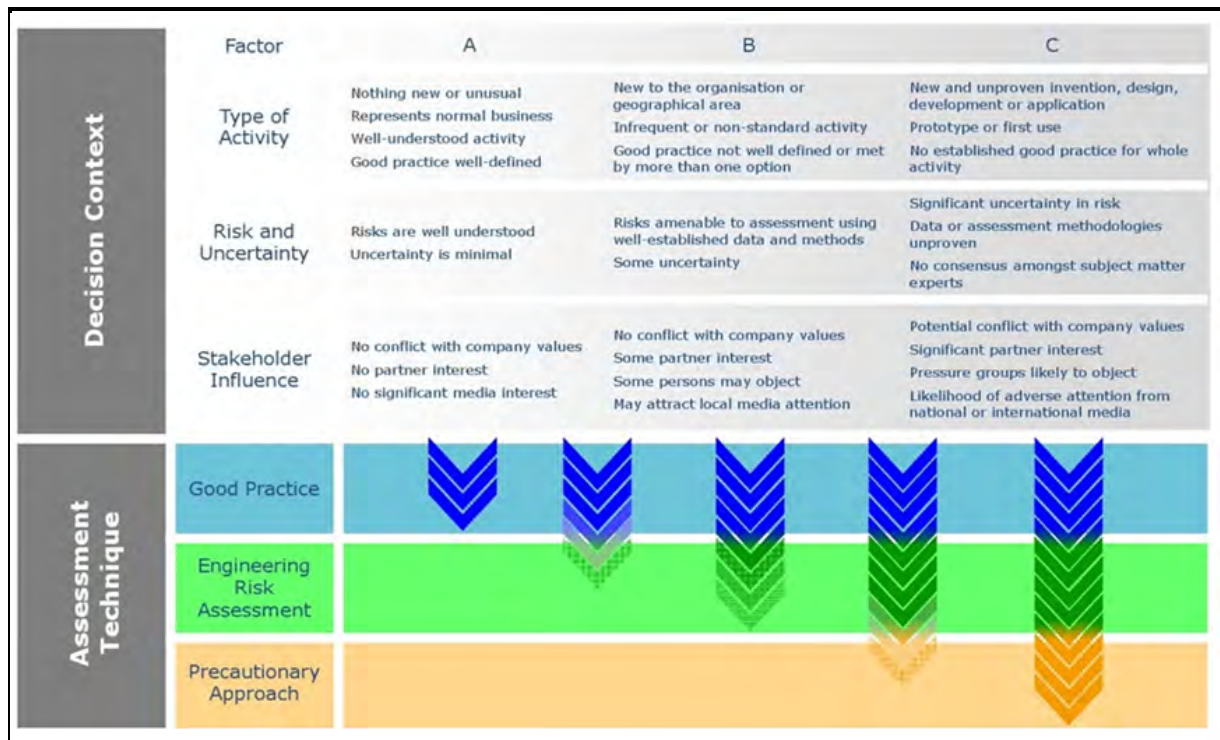 Decision Context
Factor
A
B
C
Type of
Activity
Nothing new or unusual
Represents normal business
Well-understood activity
Good practice well-defined
New to the organisation or
geographical area
Infrequent or non-standard activity
Good practice not well defined or met
by more than one option
New and unproven invention, design,
development or application
Prototype or first use
No established good practice for whole
activity
Risk and
Uncertainty
Risks are well understood
Uncertainty is minimal
Risks amenable to assessment using
well-established data and methods
Some uncertainty
Significant uncertainty in risk
Data or assessment methodologies
unproven
No consensus amongst subject matter
experts
Stakeholder
Influence
No conflict with company values
No partner interest
No significant media interest
No conflict with company values
Some partner interest
Some persons may object
May attract local media attention
Potential conflict with company values
Significant partner interest
Pressure groups likely to object
Likelihood of adverse attention from
national or international media
Assessment
Technique
Good Practice
Engineering
Risk
Assessment
Precautionary
Approach